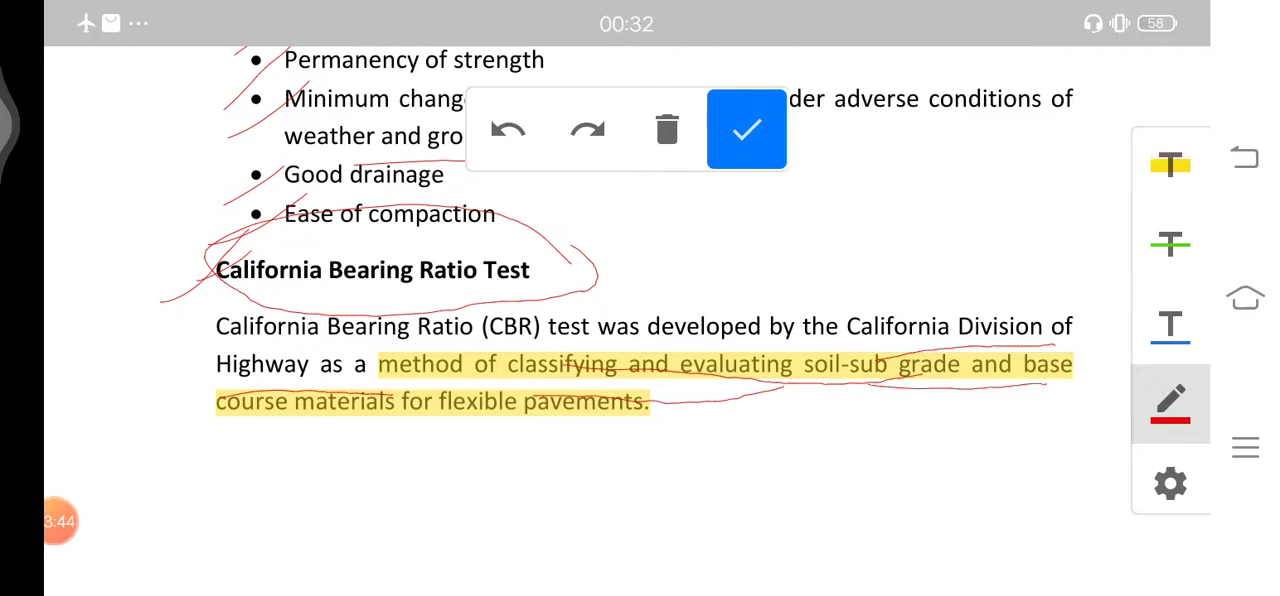 00:32
58
• Permanency of strength
• Minimum chang der adverse conditions of
weather and gro
• Good drainage
• Ease of compaction
California Bearing Ratio Test
California Bearing Ratio (CBR) test was developed by the California Division of
Highway as a method of classifying and evaluating soil-sub grade and base
course materials for flexible pavements.
T
T
T
3:44